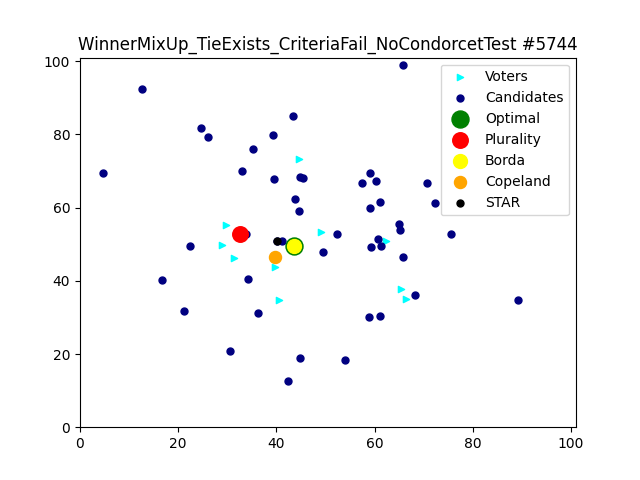 WinnerMixUp_TieExists_CriteriaFail_NoCondorcetTest #5744
100
80
60
40
20
0
0 20 40 60 80 100
Voters
Candidates
Optimal
Plurality
Borda
Copeland
STAR